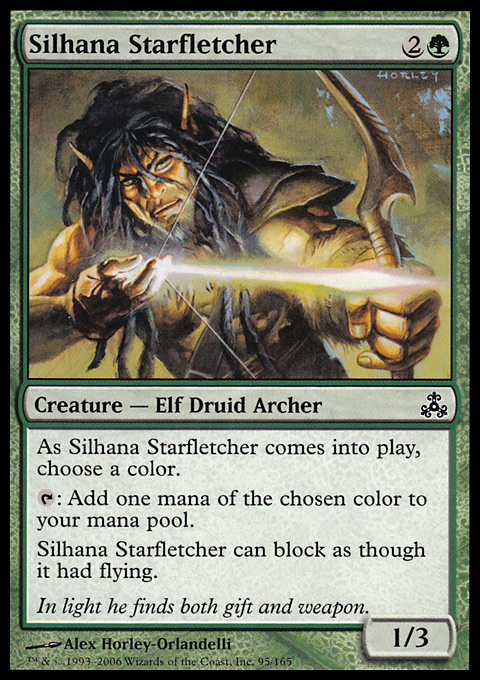 Silhana Starfletcher 2
HORLEY
Creature — Elf Druid Archer
As Silhana Starfletcher comes into play,
choose a color.
: Add one mana of the chosen color to
your mana pool.
Silhana Starfletcher can block as though
it had flying.
In light he finds both gift and weapon.
Alex Horley-Orlandelli
1/3
™ & © 1993–2006 Wizards of the Coast, Inc. 95/165